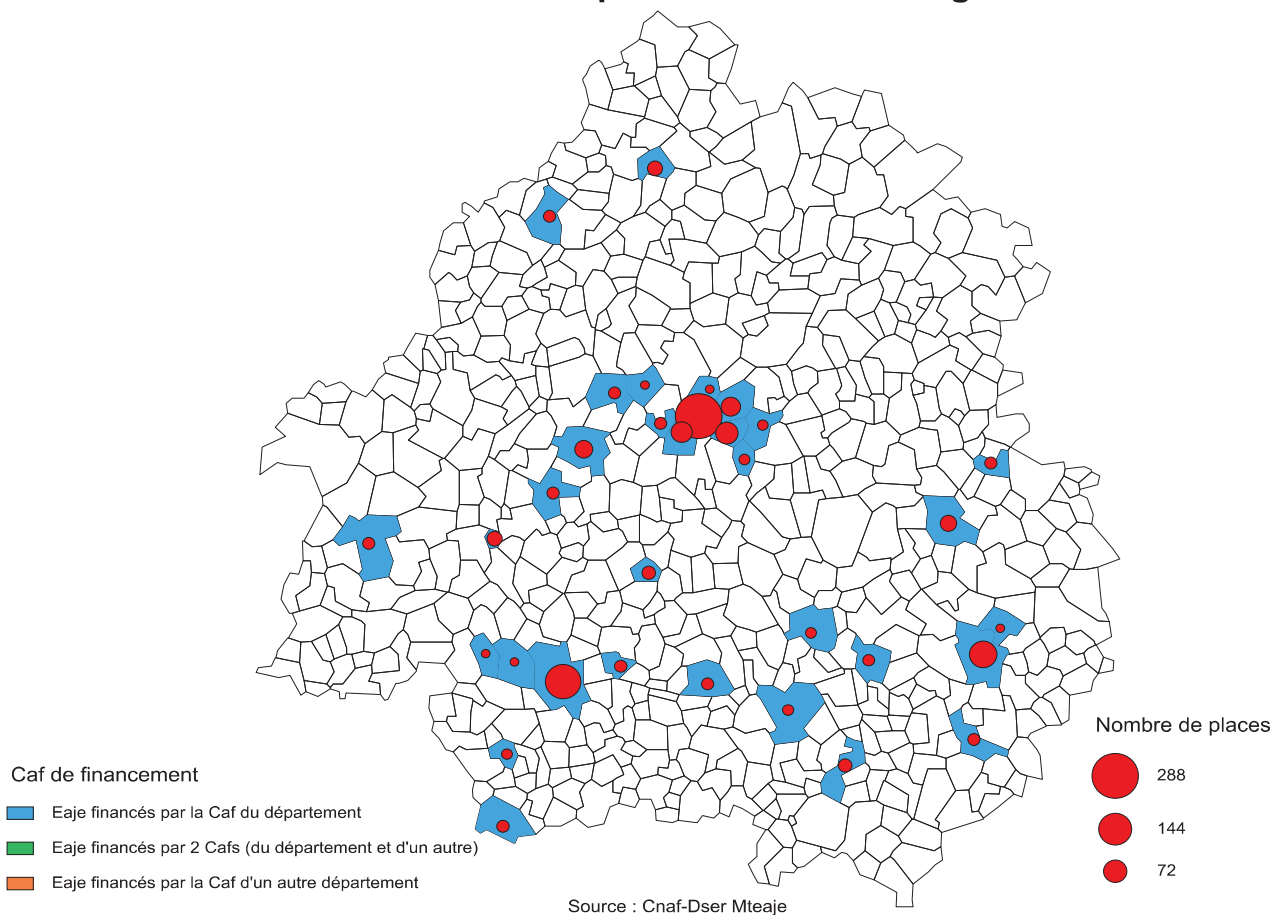 Nombre de places
288
144
72
Caf de financement
Eaje financés par la Caf du département
Eaje financés par 2 Cafs (du département et d'un autre)
Eaje financés par la Caf d'un autre département
Source : Cnaf-Dser Mteaje